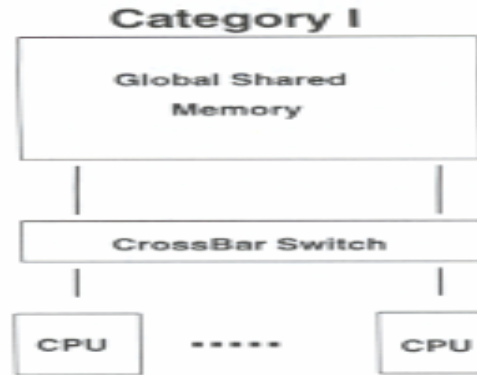 Category I
Global Shared
Memory
CrossBar Switch
CPU ..... CPU